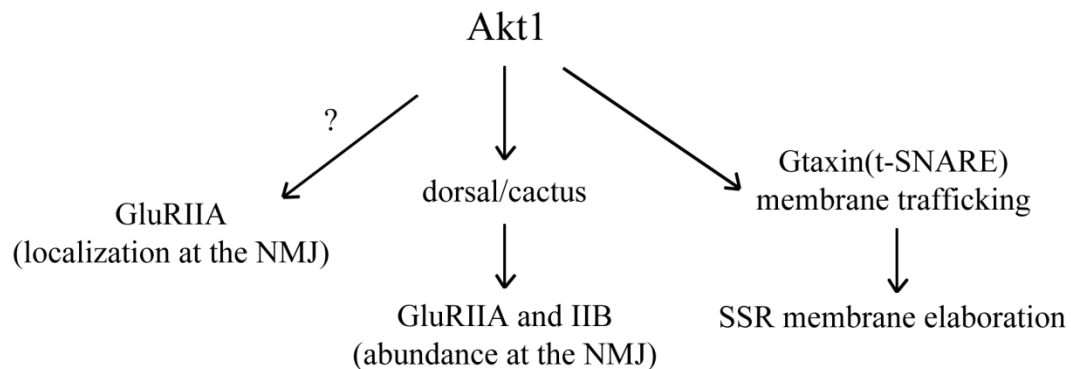 Akt1
?
Gtaxin(t-SNARE)
membrane trafficking
dorsal/cactus
GluRIIA
(localization at the NMJ)
GluRIIA and IIB
(abundance at the NMJ)
SSR membrane elaboration